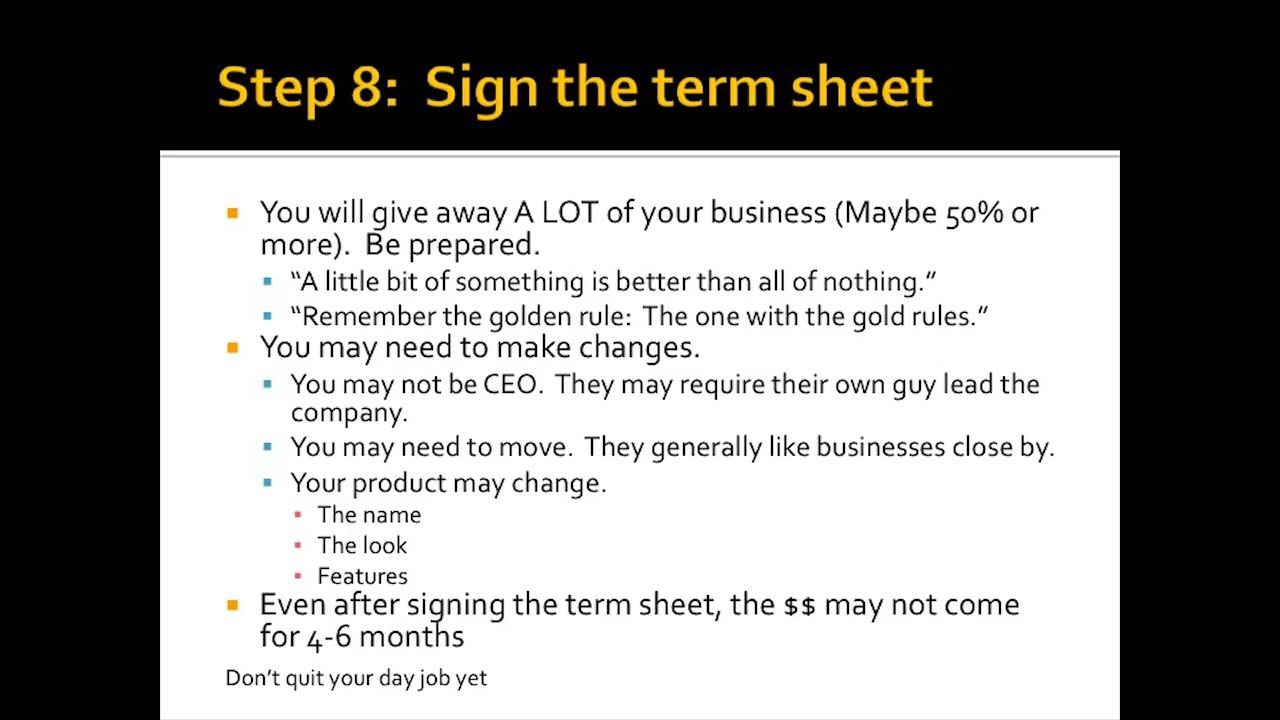 Step 8:  Sign the term sheet
You will give away A LOT of your business (Maybe 50% or
more).  Be prepared.
“A little bit of something is better than all of nothing.”
“Remember the golden rule:  The one with the gold rules.”
You may need to make changes.
You may not be CEO.  They may require their own guy lead the
company.
You may need to move.  They generally like businesses close by.
Your product may change.
The name
The look
Features
Even after signing the term sheet, the $$ may not come
for 4-6 months
Don’t quit your day job yet